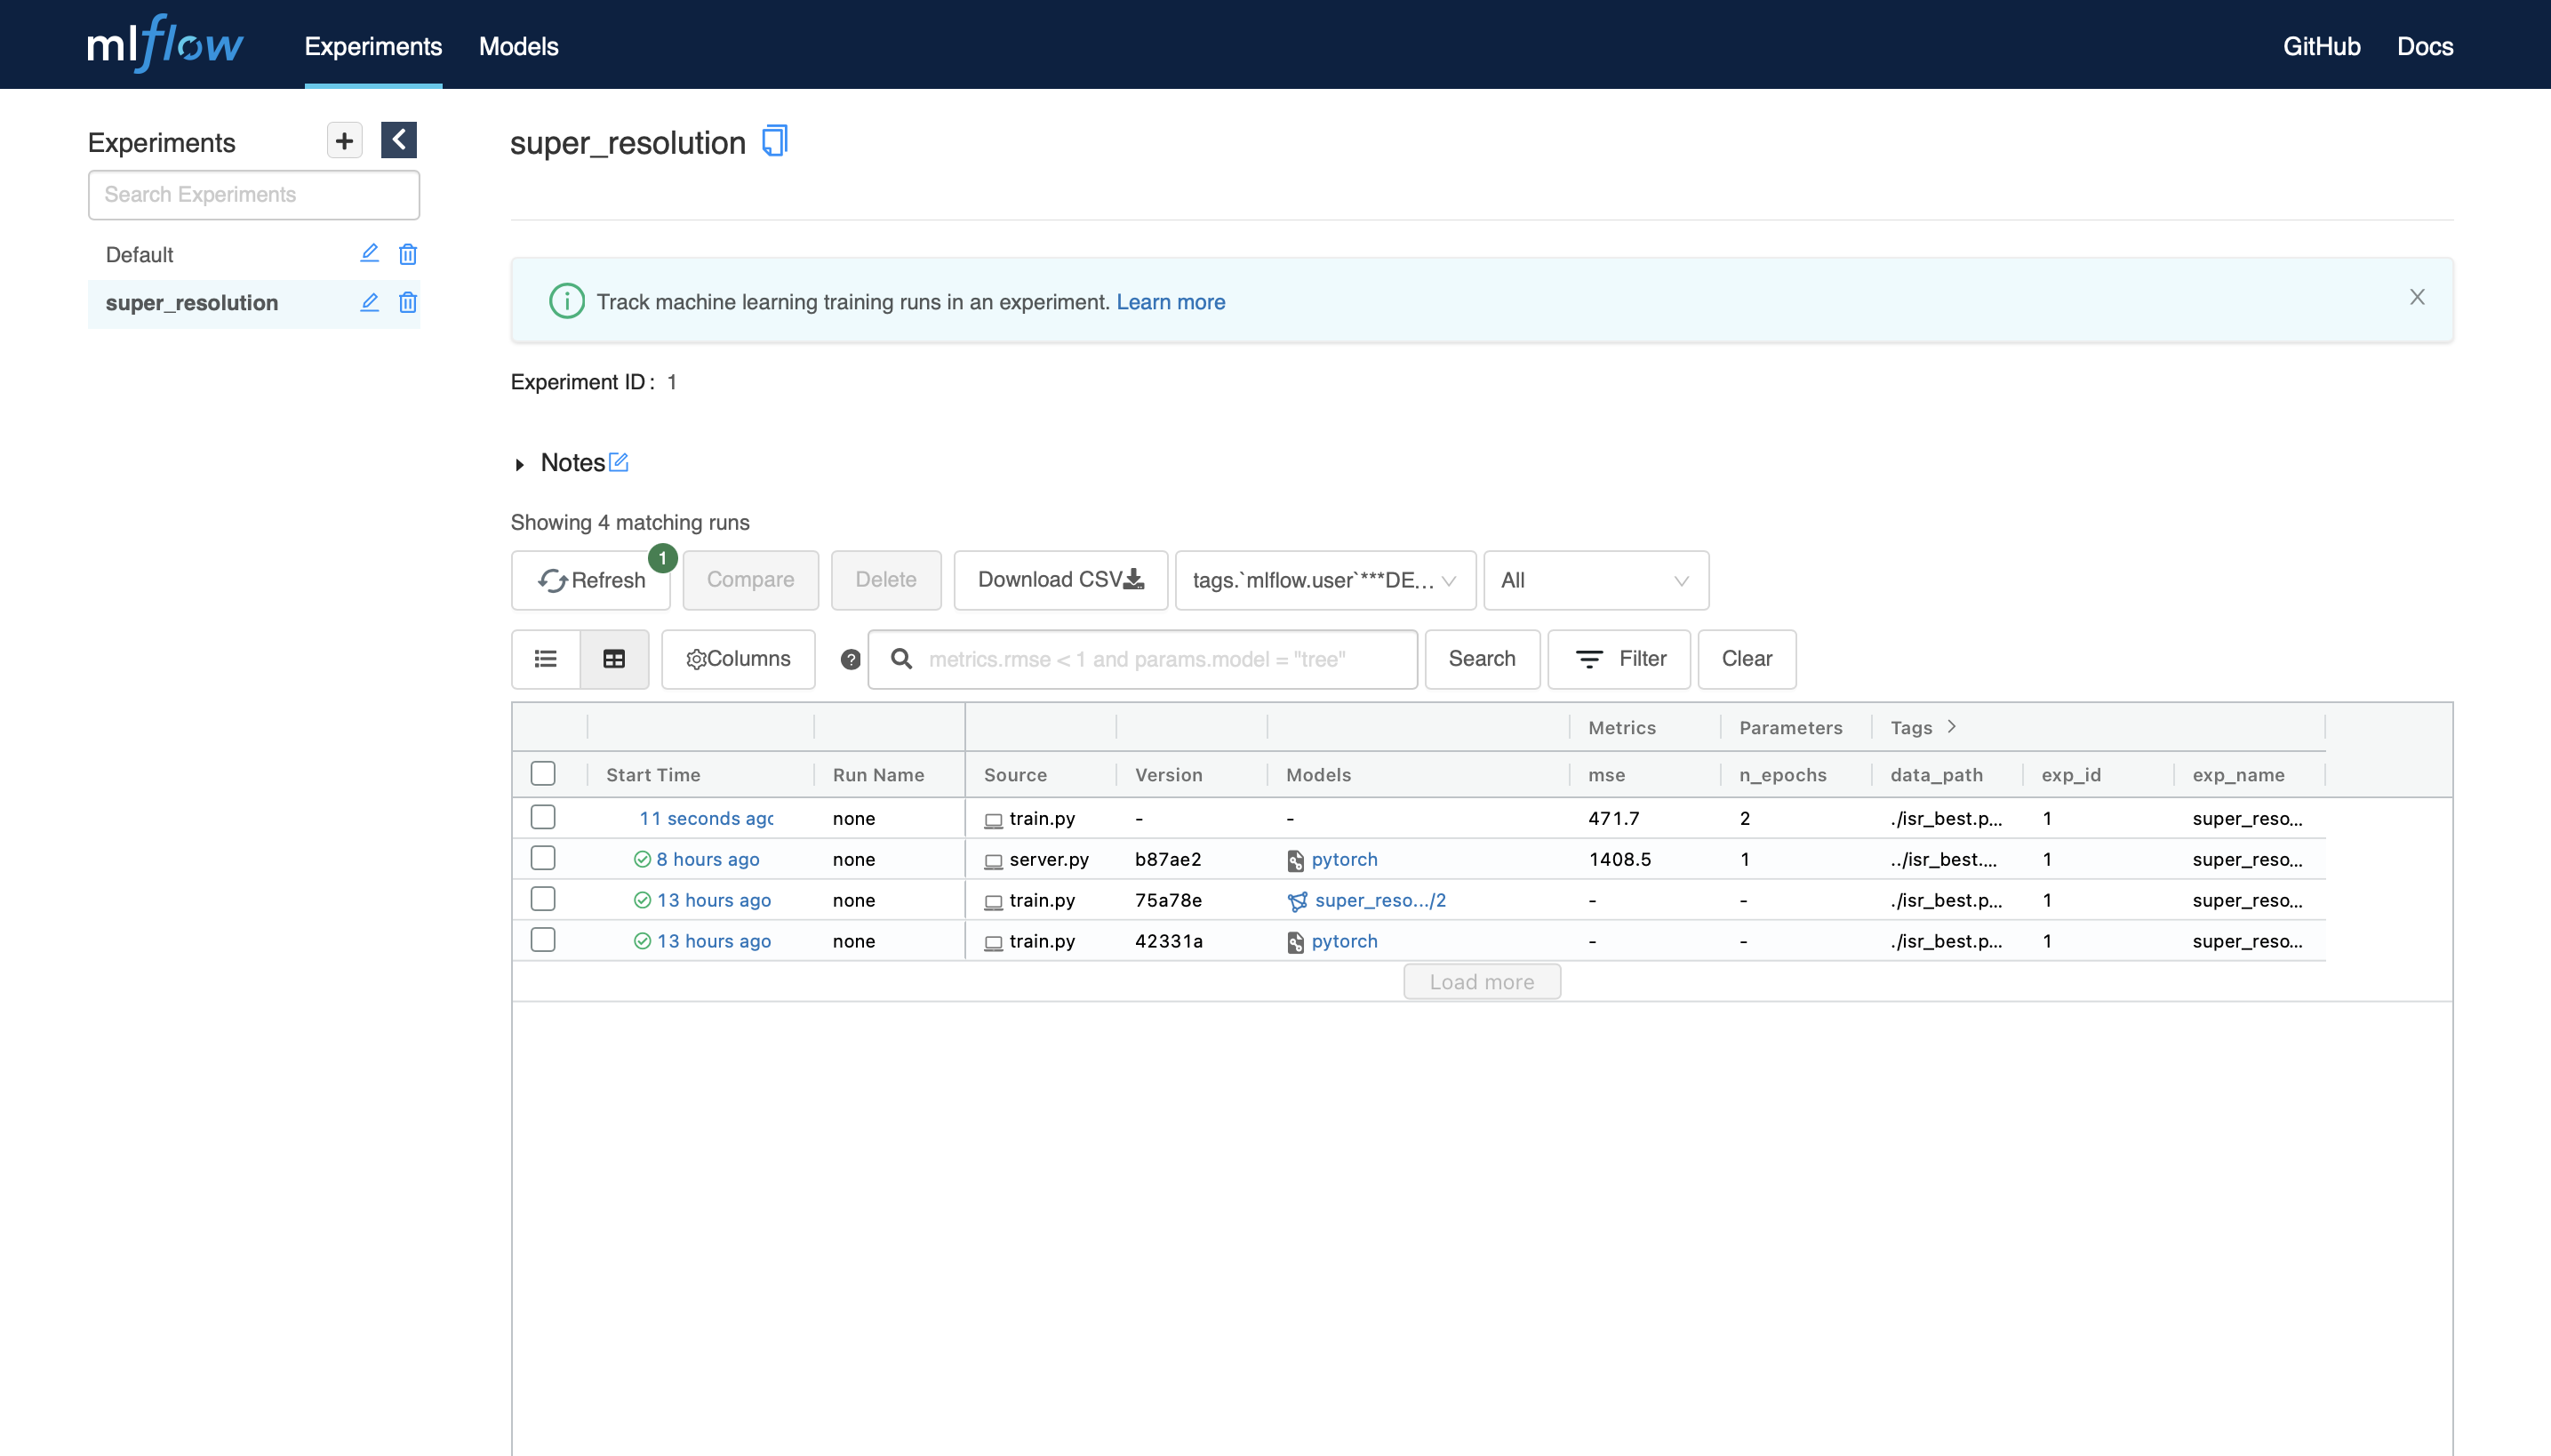 mlflow Experiments Models GitHub Docs
Experiments
Search Experiments
Default
super_resolution
super_resolution
Track machine learning training runs in an experiment. Learn more
Experiment ID: 1
Notes
Showing 4 matching runs
Refresh 1 Compare Delete Download CSV tags.`mlflow.user`***DE... All
Columns ? metrics.rmse < 1 and params.model = "tree" Search Filter Clear
Metrics Parameters Tags >
Start Time Run Name Source Version Models mse n_epochs data_path exp_id exp_name
11 seconds ago none train.py - - 471.7 2 ./isr_best.p... 1 super_reso...
8 hours ago none server.py b87ae2 pytorch 1408.5 1 ../isr_best.... 1 super_reso...
13 hours ago none train.py 75a78e super_reso.../2 - - ./isr_best.p... 1 super_reso...
13 hours ago none train.py 42331a pytorch - - ./isr_best.p... 1 super_reso...
Load more